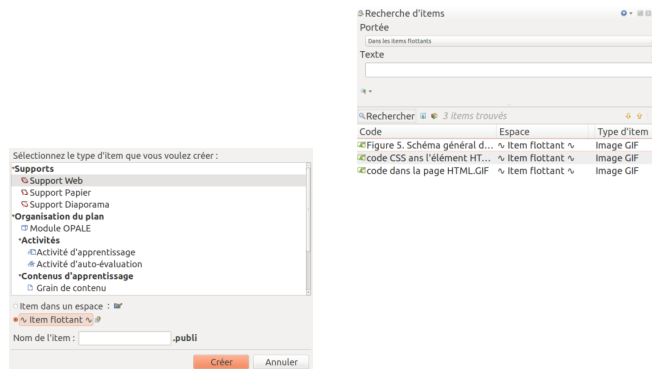 Sélectionnez le type d'item que vous voulez créer :
Supports
Support Web
Support Papier
Support Diaporama
Organisation du plan
Module OPALE
Activités
Activité d'apprentissage
Activité d'auto-évaluation
Contenus d'apprentissage
Grain de contenu
Item dans un espace :
∿ Item flottant ∿
Nom de l'item : .publi
Créer Annuler
Recherche d'items
Portée
Dans les items flottants
Texte
Rechercher 3 items trouvés
Code Espace Type d'item
Figure 5. Schéma général d... ∿ Item flottant ∿ Image GIF
code CSS ans l'élément HT... ∿ Item flottant ∿ Image GIF
code dans la page HTML.GIF ∿ Item flottant ∿ Image GIF